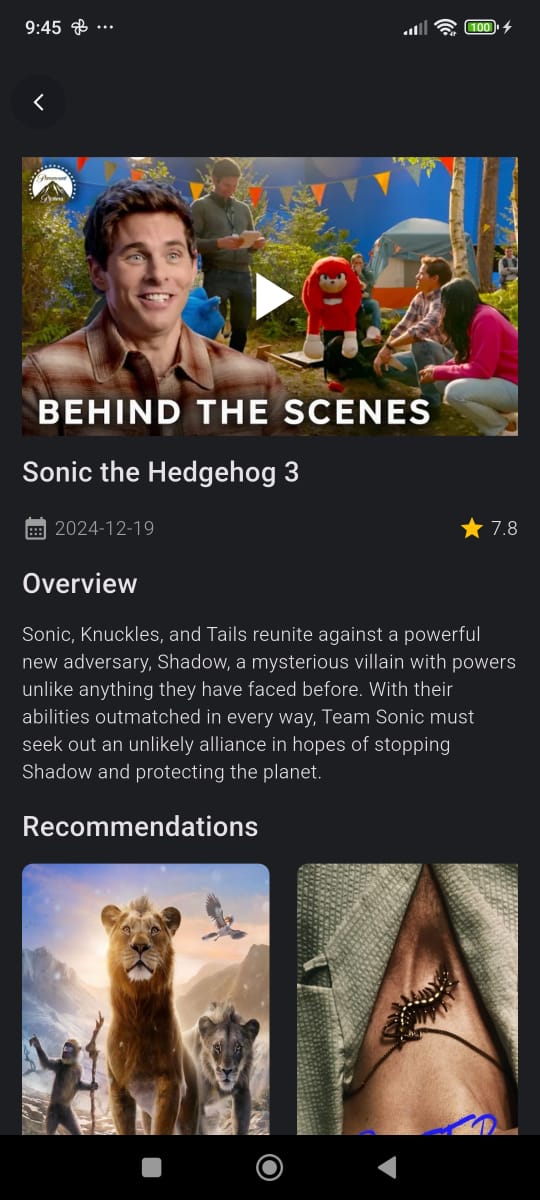 9:45
100
Paramount
Pictures
BEHIND THE SCENES
Sonic the Hedgehog 3
2024-12-19
7.8
Overview
Sonic, Knuckles, and Tails reunite against a powerful
new adversary, Shadow, a mysterious villain with powers
unlike anything they have faced before. With their
abilities outmatched in every way, Team Sonic must
seek out an unlikely alliance in hopes of stopping
Shadow and protecting the planet.
Recommendations